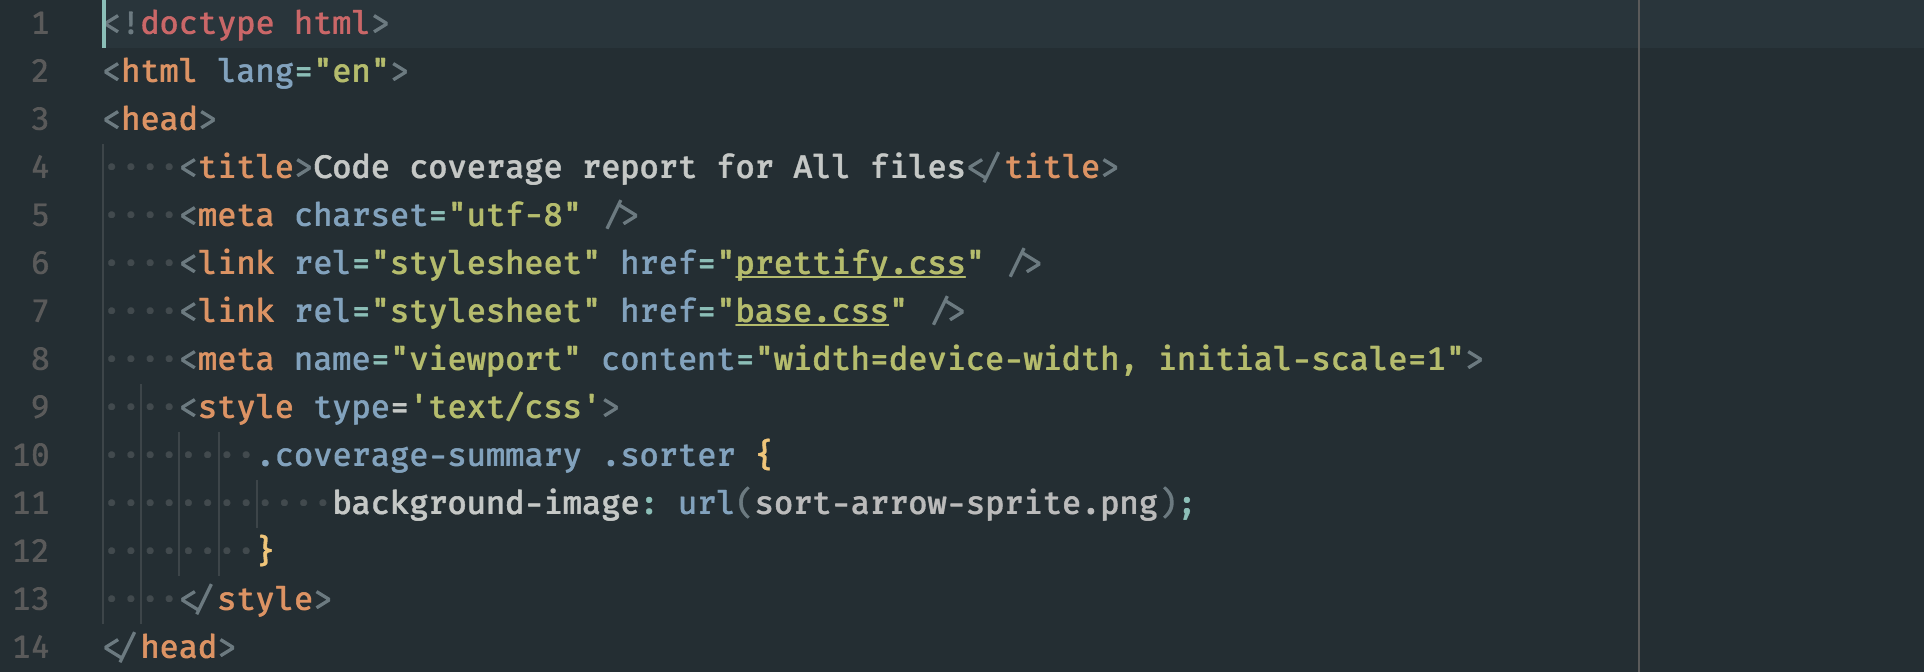 1 <!doctype html>
2 <html lang="en">
3 <head>
4     <title>Code coverage report for All files</title>
5     <meta charset="utf-8" />
6     <link rel="stylesheet" href="prettify.css" />
7     <link rel="stylesheet" href="base.css" />
8     <meta name="viewport" content="width=device-width, initial-scale=1">
9     <style type='text/css'>
10         .coverage-summary .sorter {
11             background-image: url(sort-arrow-sprite.png);
12         }
13     </style>
14 </head>